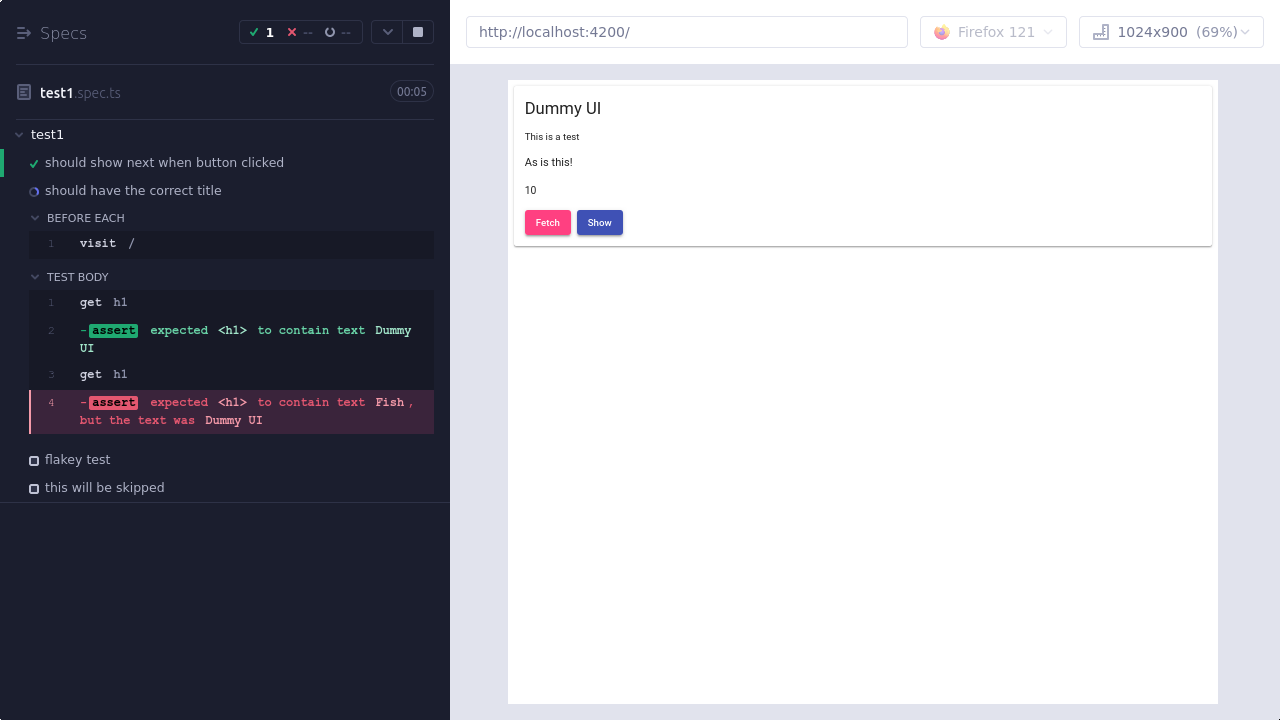 Specs
1
--
--
test1.spec.ts
00:05
test1
should show next when button clicked
should have the correct title
BEFORE EACH
1 visit /
TEST BODY
1 get h1
2 -assert expected <h1> to contain text Dummy
UI
3 get h1
4 -assert expected <h1> to contain text Fish,
but the text was Dummy UI
flakey test
this will be skipped
http://localhost:4200/
Firefox 121
1024x900 (69%)
Dummy UI
This is a test
As is this!
10
Fetch
Show